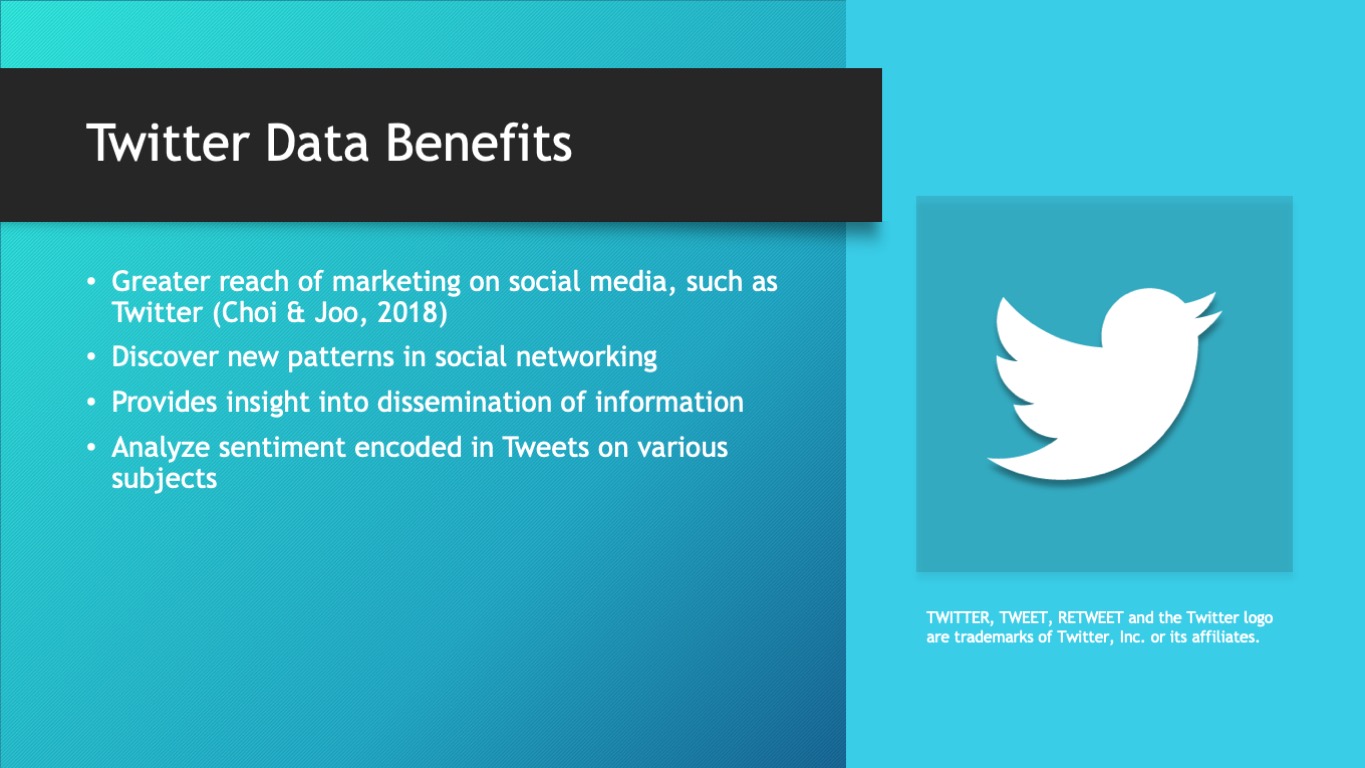 Twitter Data Benefits
• Greater reach of marketing on social media, such as
Twitter (Choi & Joo, 2018)
• Discover new patterns in social networking
• Provides insight into dissemination of information
• Analyze sentiment encoded in Tweets on various
subjects
TWITTER, TWEET, RETWEET and the Twitter logo
are trademarks of Twitter, Inc. or its affiliates.